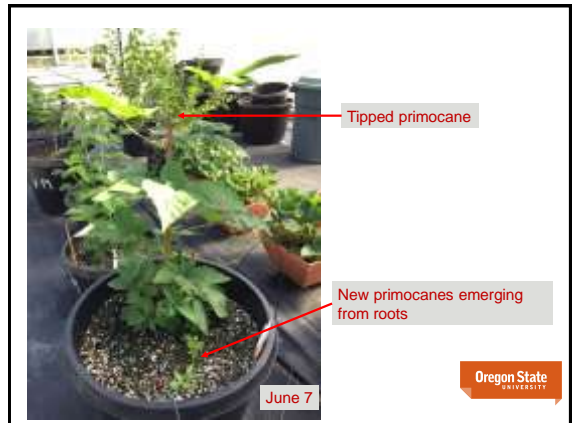 Tipped primocane
New primocanes emerging
from roots
June 7
Oregon State
UNIVERSITY